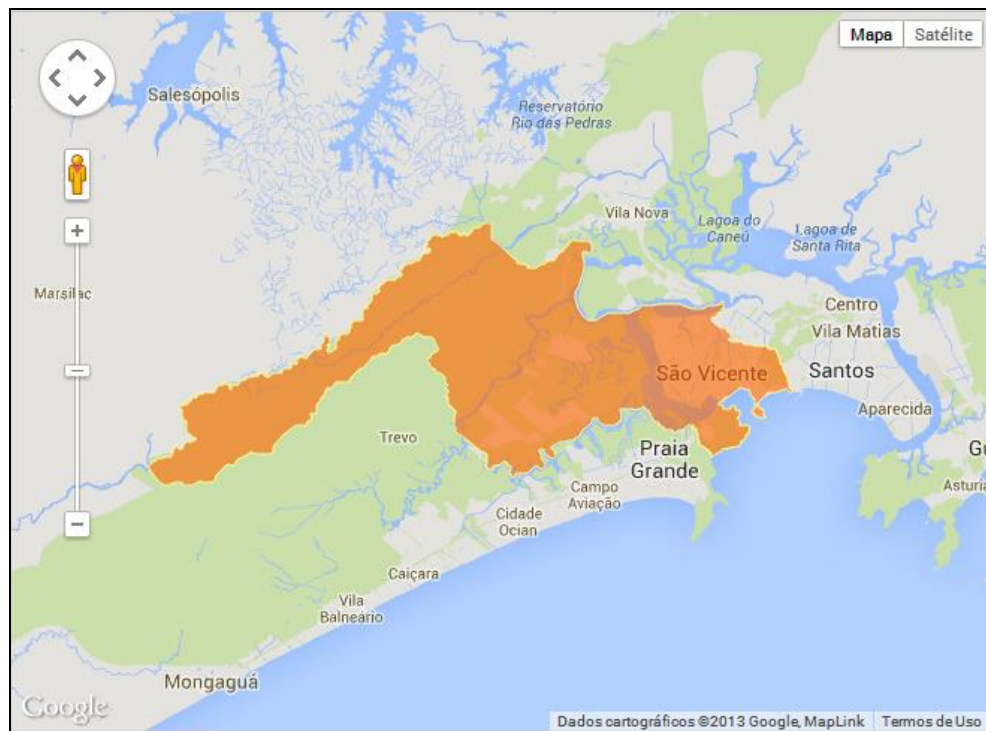 Mapa Satélite
Salesópolis
Reservatório
Rio das Pedras
Vila Nova
Lagoa do
Caneú
Lagoa de
Santa Rita
Marsilac
Centro
Vila Matias
São Vicente
Santos
Aparecida
Trevo
Praia
Grande
Gu
Asturia
Campo
Aviação
Cidade
Ocian
Caiçara
Vila
Balneário
Mongaguá
Google
Dados cartográficos ©2013 Google, MapLink Termos de Uso